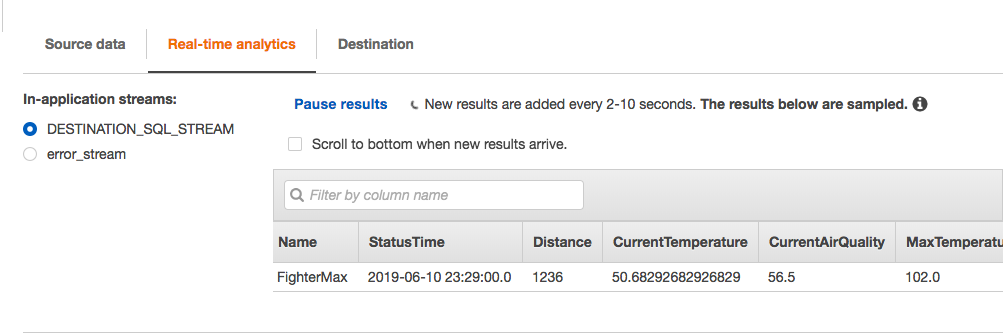 Source data Real-time analytics Destination
In-application streams:
DESTINATION_SQL_STREAM
error_stream
Pause results New results are added every 2-10 seconds. The results below are sampled.
Scroll to bottom when new results arrive.
Filter by column name
Name StatusTime Distance CurrentTemperature CurrentAirQuality MaxTemperatu
FighterMax 2019-06-10 23:29:00.0 1236 50.68292682926829 56.5 102.0